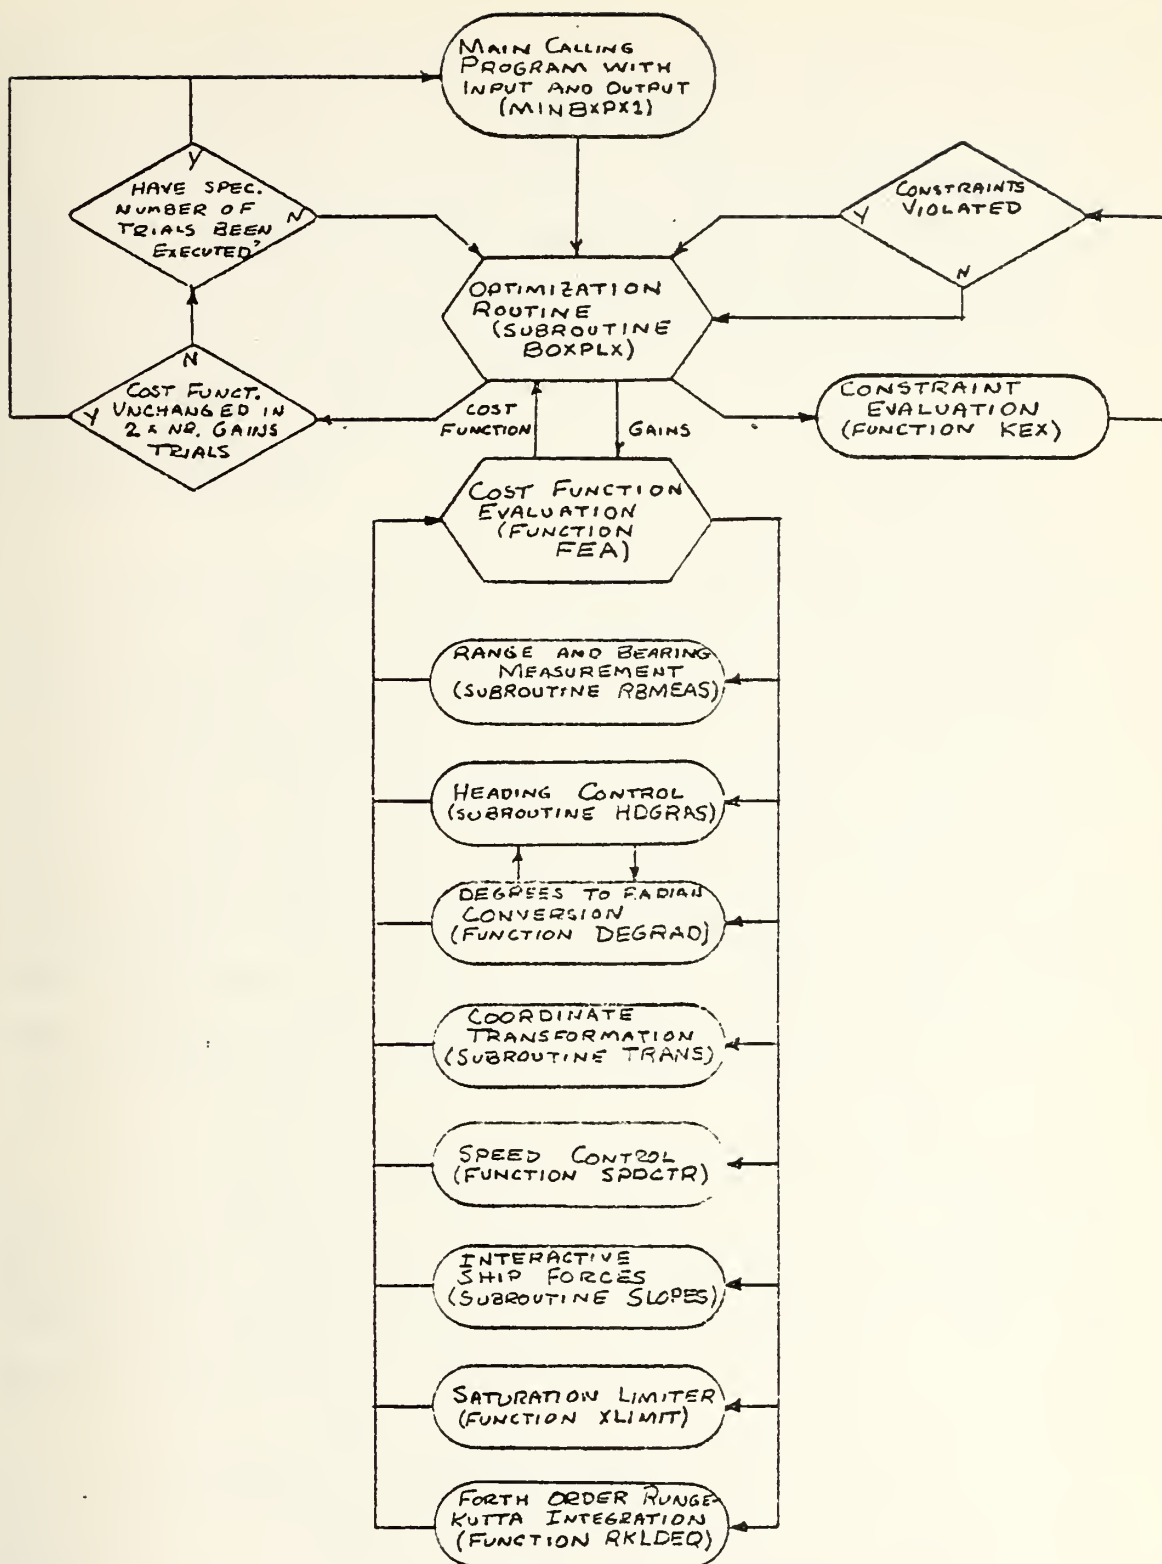 MAIN CALLING
PROGRAM WITH
INPUT AND OUTPUT
(MINBXPX1)
Y
HAVE SPEC.
NUMBER OF
TRIALS BEEN
EXECUTED?
N
CONSTRAINTS
VIOLATED
Y
N
OPTIMIZATION
ROUTINE
(SUBROUTINE
BOXPLX)
N
COST FUNCT.
UNCHANGED IN
2 x NR. GAINS
TRIALS
Y
COST
FUNCTION
GAINS
CONSTRAINT
EVALUATION
(FUNCTION KEX)
COST FUNCTION
EVALUATION
(FUNCTION
FEA)
RANGE AND BEARING
MEASUREMENT
(SUBROUTINE RBMEAS)
HEADING CONTROL
(SUBROUTINE HDGRAS)
DEGREES TO RADIAN
CONVERSION
(FUNCTION DEGRAD)
COORDINATE
TRANSFORMATION
(SUBROUTINE TRANS)
SPEED CONTROL
(FUNCTION SPDCTR)
INTERACTIVE
SHIP FORCES
(SUBROUTINE SLOPES)
SATURATION LIMITER
(FUNCTION XLIMIT)
FORTH ORDER RUNGE-
KUTTA INTEGRATION
(FUNCTION RKLDEQ)